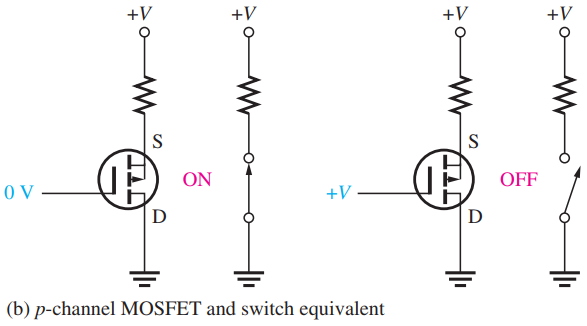 +V +V +V +V
S S
0 V ON +V OFF
D D
(b) p-channel MOSFET and switch equivalent